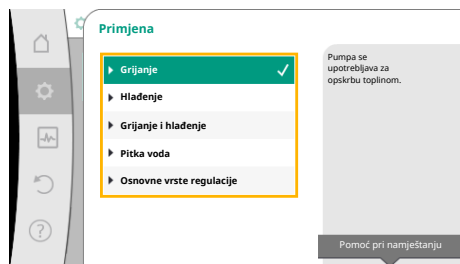 Primjena
Grijanje
Hlađenje
Grijanje i hlađenje
Pitka voda
Osnovne vrste regulacije
Pumpa se
upotrebljava za
opskrbu toplinom.
Pomoć pri namještanju